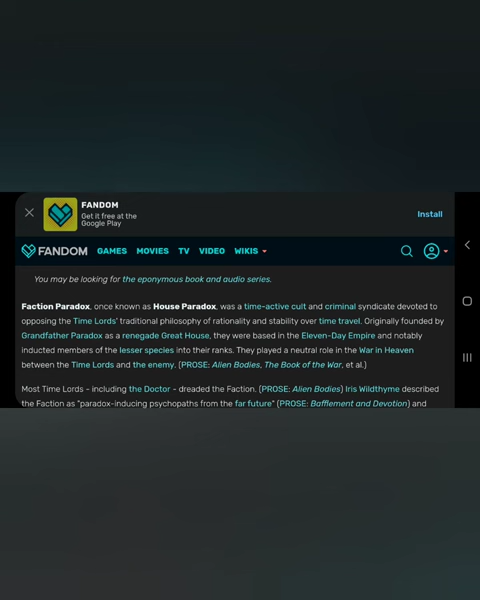 FANDOM
Get it free at the
Google Play
Install
FANDOM GAMES MOVIES TV VIDEO WIKIS
You may be looking for the eponymous book and audio series.
Faction Paradox, once known as House Paradox, was a time-active cult and criminal syndicate devoted to
opposing the Time Lords' traditional philosophy of rationality and stability over time travel. Originally founded by
Grandfather Paradox as a renegade Great House, they were based in the Eleven-Day Empire and notably
inducted members of the lesser species into their ranks. They played a neutral role in the War in Heaven
between the Time Lords and the enemy. (PROSE: Alien Bodies, The Book of the War, et al.)
Most Time Lords - including the Doctor - dreaded the Faction. (PROSE: Alien Bodies) Iris Wildthyme described
the Faction as "paradox-inducing psychopaths from the far future" (PROSE: Bafflement and Devotion) and